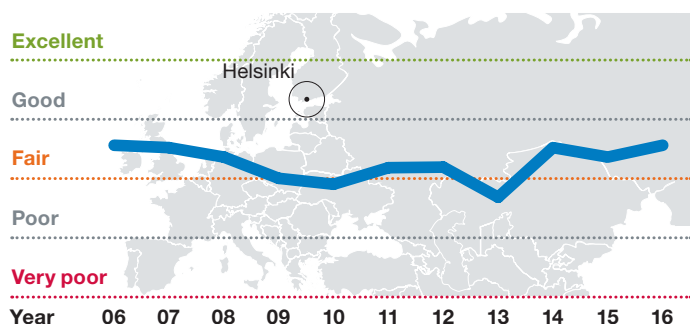 Excellent
Helsinki
Good
Fair
Poor
Very poor
Year 06 07 08 09 10 11 12 13 14 15 16